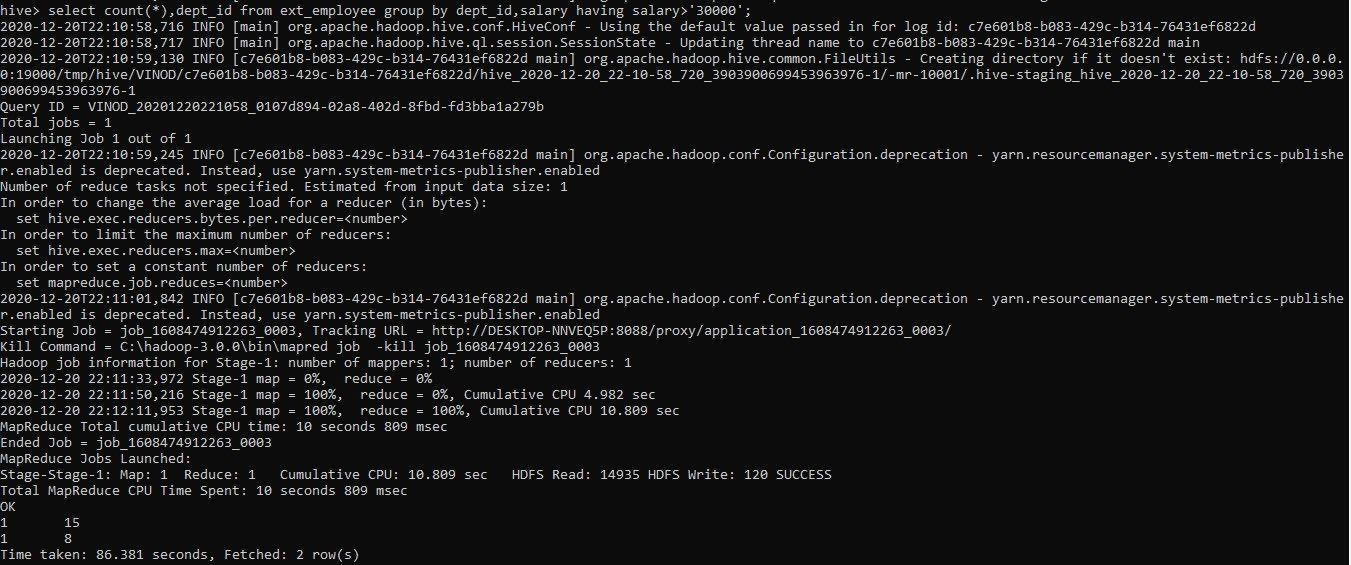 hive> select count(*),dept_id from ext_employee group by dept_id,salary having salary>'30000';
2020-12-20T22:10:58,716 INFO [main] org.apache.hadoop.hive.conf.HiveConf - Using the default value passed in for log id: c7e601b8-b083-429c-b314-76431ef6822d
2020-12-20T22:10:58,717 INFO [main] org.apache.hadoop.hive.ql.session.SessionState - Updating thread name to c7e601b8-b083-429c-b314-76431ef6822d main
2020-12-20T22:10:59,130 INFO [c7e601b8-b083-429c-b314-76431ef6822d main] org.apache.hadoop.hive.common.FileUtils - Creating directory if it doesn't exist: hdfs://0.0.0.
0:19000/tmp/hive/VINOD/c7e601b8-b083-429c-b314-76431ef6822d/hive_2020-12-20_22-10-58_720_3903900699453963976-1/-mr-10001/.hive-staging_hive_2020-12-20_22-10-58_720_3903
900699453963976-1
Query ID = VINOD_20201220221058_0107d894-02a8-402d-8fbd-fd3bba1a279b
Total jobs = 1
Launching Job 1 out of 1
2020-12-20T22:10:59,245 INFO [c7e601b8-b083-429c-b314-76431ef6822d main] org.apache.hadoop.conf.Configuration.deprecation - yarn.resourcemanager.system-metrics-publishe
r.enabled is deprecated. Instead, use yarn.system-metrics-publisher.enabled
Number of reduce tasks not specified. Estimated from input data size: 1
In order to change the average load for a reducer (in bytes):
  set hive.exec.reducers.bytes.per.reducer=<number>
In order to limit the maximum number of reducers:
  set hive.exec.reducers.max=<number>
In order to set a constant number of reducers:
  set mapreduce.job.reduces=<number>
2020-12-20T22:11:01,842 INFO [c7e601b8-b083-429c-b314-76431ef6822d main] org.apache.hadoop.conf.Configuration.deprecation - yarn.resourcemanager.system-metrics-publishe
r.enabled is deprecated. Instead, use yarn.system-metrics-publisher.enabled
Starting Job = job_1608474912263_0003, Tracking URL = http://DESKTOP-NNVEQ5P:8088/proxy/application_1608474912263_0003/
Kill Command = C:\hadoop-3.0.0\bin\mapred job  -kill job_1608474912263_0003
Hadoop job information for Stage-1: number of mappers: 1; number of reducers: 1
2020-12-20 22:11:33,972 Stage-1 map = 0%,  reduce = 0%
2020-12-20 22:11:50,216 Stage-1 map = 100%,  reduce = 0%, Cumulative CPU 4.982 sec
2020-12-20 22:12:11,953 Stage-1 map = 100%,  reduce = 100%, Cumulative CPU 10.809 sec
MapReduce Total cumulative CPU time: 10 seconds 809 msec
Ended Job = job_1608474912263_0003
MapReduce Jobs Launched:
Stage-Stage-1: Map: 1  Reduce: 1   Cumulative CPU: 10.809 sec   HDFS Read: 14935 HDFS Write: 120 SUCCESS
Total MapReduce CPU Time Spent: 10 seconds 809 msec
OK
1       15
1       8
Time taken: 86.381 seconds, Fetched: 2 row(s)